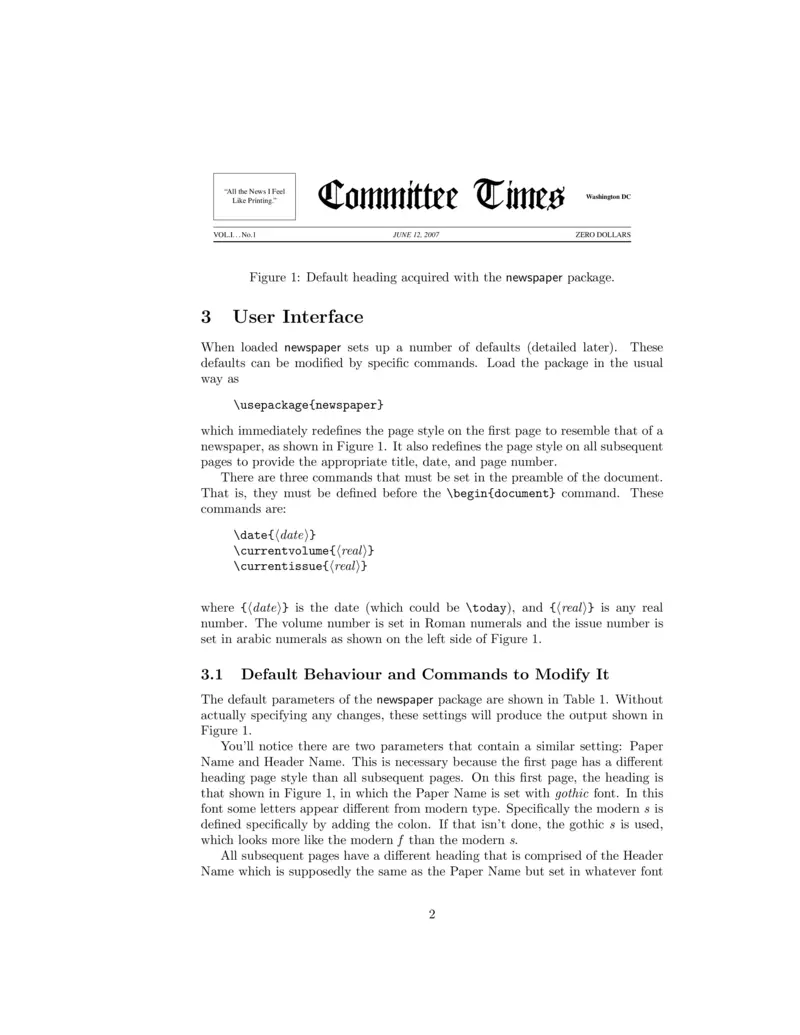 “All the News I Feel
Like Printing.”
Committee Times
Washington DC
VOL.I…No.1 JUNE 12, 2007 ZERO DOLLARS
Figure 1: Default heading acquired with the newspaper package.
3 User Interface
When loaded newspaper sets up a number of defaults (detailed later). These
defaults can be modified by specific commands. Load the package in the usual
way as
\usepackage{newspaper}
which immediately redefines the page style on the first page to resemble that of a
newspaper, as shown in Figure 1. It also redefines the page style on all subsequent
pages to provide the appropriate title, date, and page number.
There are three commands that must be set in the preamble of the document.
That is, they must be defined before the \begin{document} command. These
commands are:
\date{⟨date⟩}
\currentvolume{⟨real⟩}
\currentissue{⟨real⟩}
where {⟨date⟩} is the date (which could be \today), and {⟨real⟩} is any real
number. The volume number is set in Roman numerals and the issue number is
set in arabic numerals as shown on the left side of Figure 1.
3.1 Default Behaviour and Commands to Modify It
The default parameters of the newspaper package are shown in Table 1. Without
actually specifying any changes, these settings will produce the output shown in
Figure 1.
You’ll notice there are two parameters that contain a similar setting: Paper
Name and Header Name. This is necessary because the first page has a different
heading page style than all subsequent pages. On this first page, the heading is
that shown in Figure 1, in which the Paper Name is set with gothic font. In this
font some letters appear different from modern type. Specifically the modern s is
defined specifically by adding the colon. If that isn’t done, the gothic s is used,
which looks more like the modern f than the modern s.
All subsequent pages have a different heading that is comprised of the Header
Name which is supposedly the same as the Paper Name but set in whatever font
2